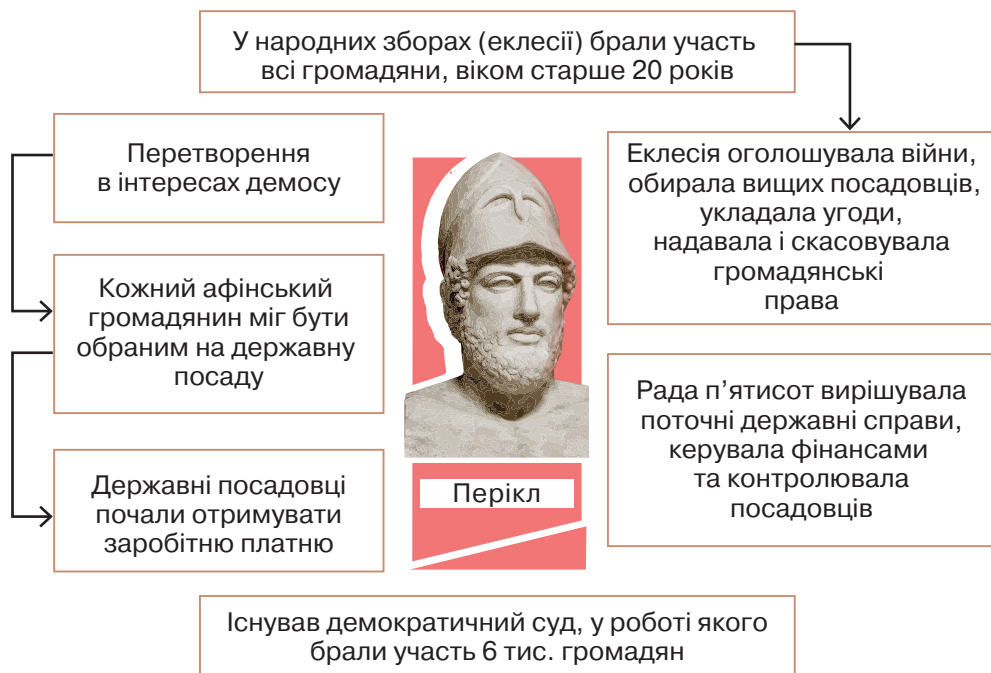 У народних зборах (еклесії) брали участь
всі громадяни, віком старше 20 років
Перетворення
в інтересах демосу
Кожний афінський
громадянин міг бути
обраним на державну
посаду
Державні посадовці
почали отримувати
заробітню платню
Перікл
Еклесія оголошувала війни,
обирала вищих посадовців,
укладала угоди,
надавала і скасовувала
громадянські
права
Рада п’ятисот вирішувала
поточні державні справи,
керувала фінансами
та контролювала
посадовців
Існував демократичний суд, у роботі якого
брали участь 6 тис. громадян